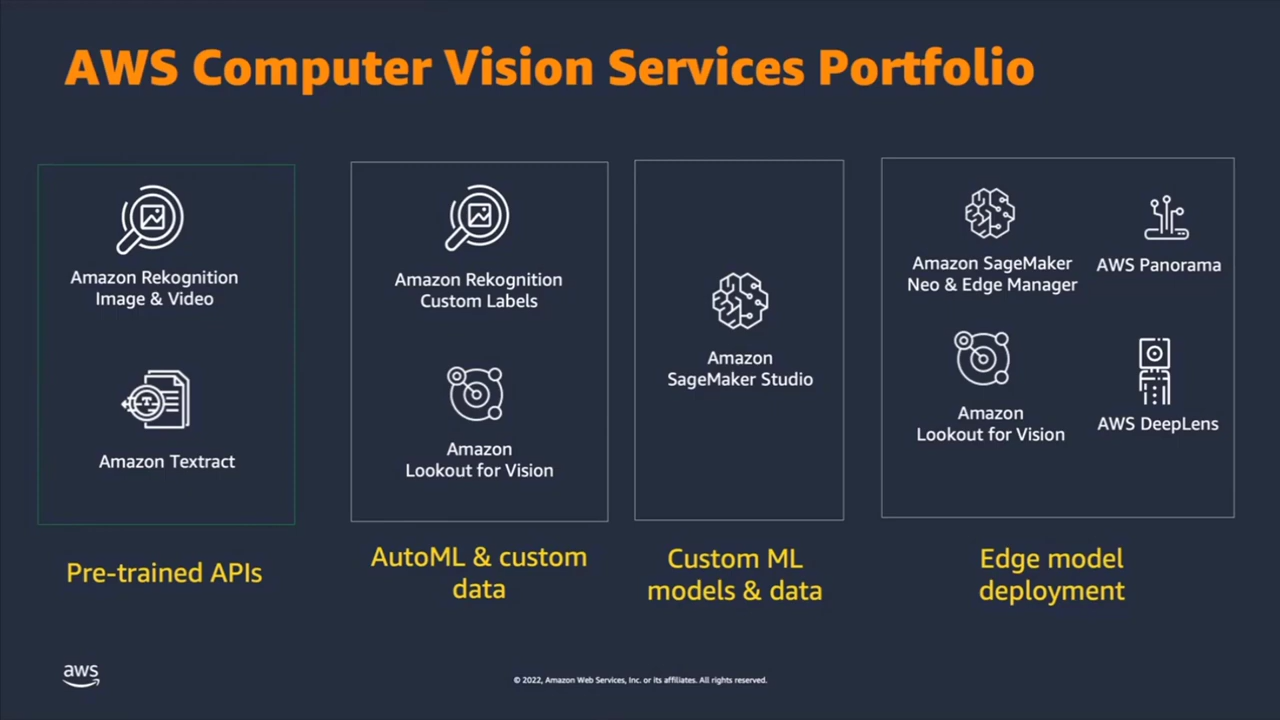 AWS Computer Vision Services Portfolio
Amazon Rekognition
Image & Video
Amazon Textract
Pre-trained APIs
Amazon Rekognition
Custom Labels
Amazon
Lookout for Vision
AutoML & custom
data
Amazon
SageMaker Studio
Custom ML
models & data
Amazon SageMaker
Neo & Edge Manager
AWS Panorama
Amazon
Lookout for Vision
AWS DeepLens
Edge model
deployment
aws
© 2022, Amazon Web Services, Inc. or its affiliates. All rights reserved.